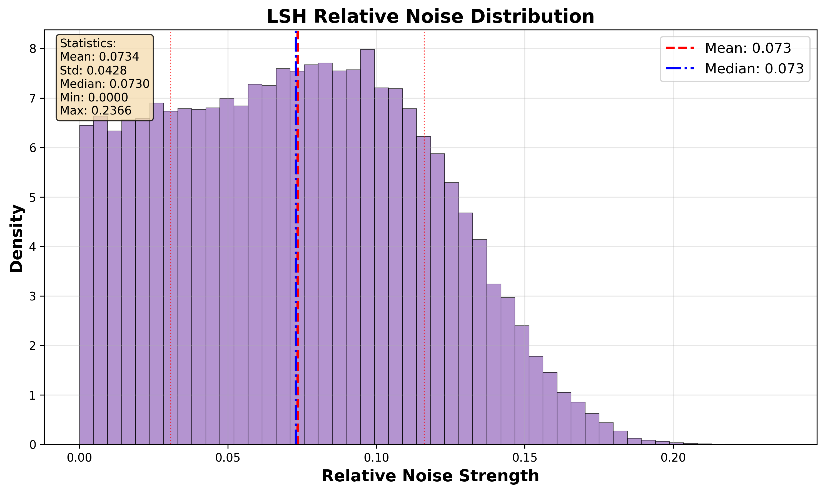 LSH Relative Noise Distribution
Statistics:
Mean: 0.0734
Std: 0.0428
Median: 0.0730
Min: 0.0000
Max: 0.2366
Mean: 0.073
Median: 0.073
8
7
6
5
4
3
2
1
0
Density
0.00 0.05 0.10 0.15 0.20
Relative Noise Strength